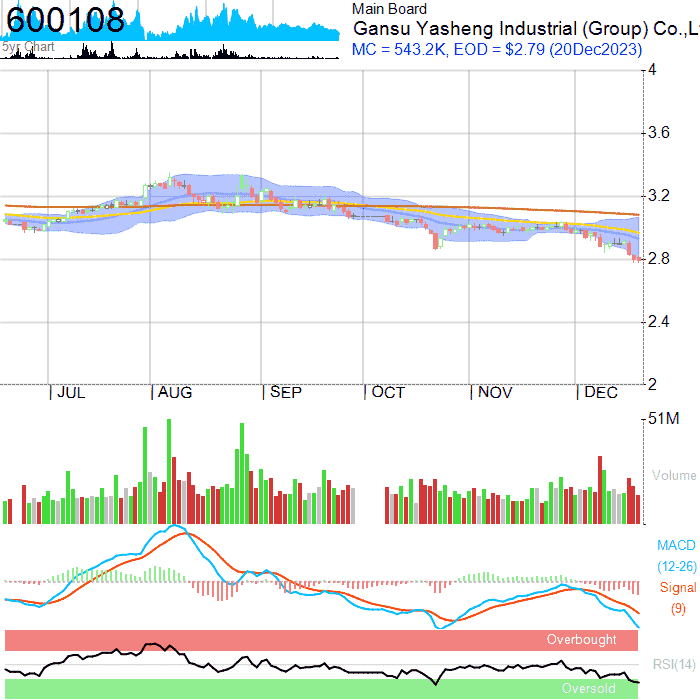 600108
5yr Chart
Main Board
Gansu Yasheng Industrial (Group) Co.,L
MC = 543.2K, EOD = $2.79 (20Dec2023)
4
3.6
3.2
2.8
2.4
2
JUL
AUG
SEP
OCT
NOV
DEC
51M
Volume
MACD
(12-26)
Signal
(9)
Overbought
RSI(14)
Oversold